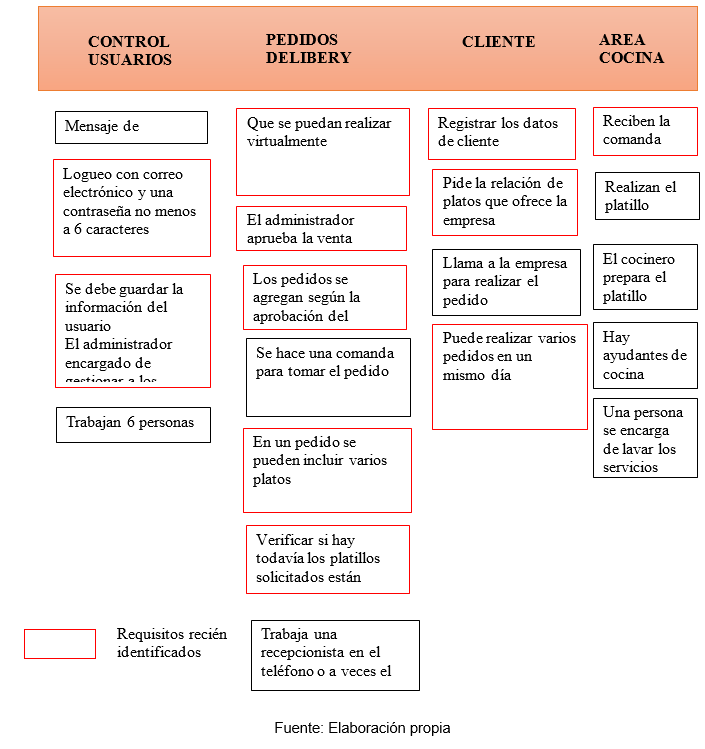 CONTROL
USUARIOS
PEDIDOS
DELIBERY
CLIENTE
AREA
COCINA
Mensaje de
Logueo con correo
electrónico y una
contraseña no menos
a 6 caracteres
Se debe guardar la
información del
usuario
El administrador
encargado de
gestionar a los
Trabajan 6 personas
Que se puedan realizar
virtualmente
El administrador
aprueba la venta
Los pedidos se
agregan según la
aprobación del
Se hace una comanda
para tomar el pedido
En un pedido se
pueden incluir varios
platos
Verificar si hay
todavía los platillos
solicitados están
Trabaja una
recepcionista en el
teléfono o a veces el
Registrar los datos
de cliente
Pide la relación de
platos que ofrece la
empresa
Llama a la empresa
para realizar el
pedido
Puede realizar varios
pedidos en un
mismo día
Reciben la
comanda
Realizan el
platillo
El cocinero
prepara el
platillo
Hay
ayudantes de
cocina
Una persona
se encarga
de lavar los
servicios
Requisitos recién
identificados
Fuente: Elaboración propia